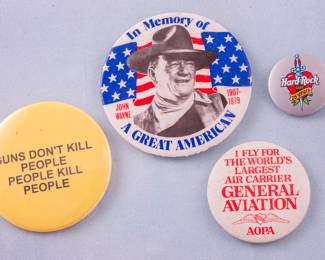 In Memory of
JOHN
WAYNE
1907-
1979
A GREAT AMERICAN
Hard Rock
GUNS DON'T KILL
PEOPLE
PEOPLE KILL
PEOPLE
I FLY FOR
THE WORLD'S
LARGEST
AIR CARRIER
GENERAL
AVIATION
AOPA